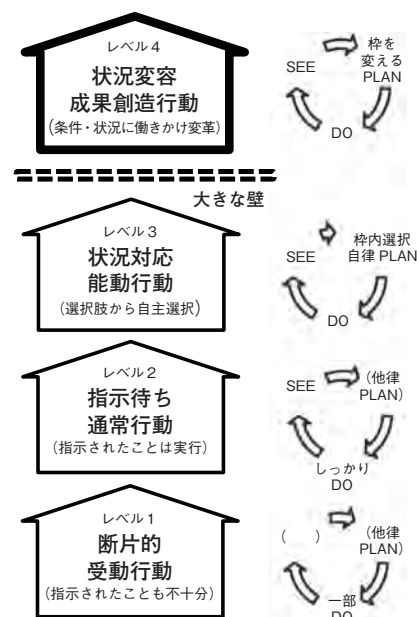 レベル4
状況変容
成果創造行動
(条件・状況に働きかけ変革)
SEE
枠を
変える
PLAN
DO
大きな壁
レベル3
状況対応
能動行動
(選択肢から自主選択)
SEE
枠内選択
自律 PLAN
DO
レベル2
指示待ち
通常行動
(指示されたことは実行)
SEE
(他律
PLAN)
しっかり
DO
レベル1
断片的
受動行動
(指示されたことも不十分)
(　　)
(他律
PLAN)
一部
DO